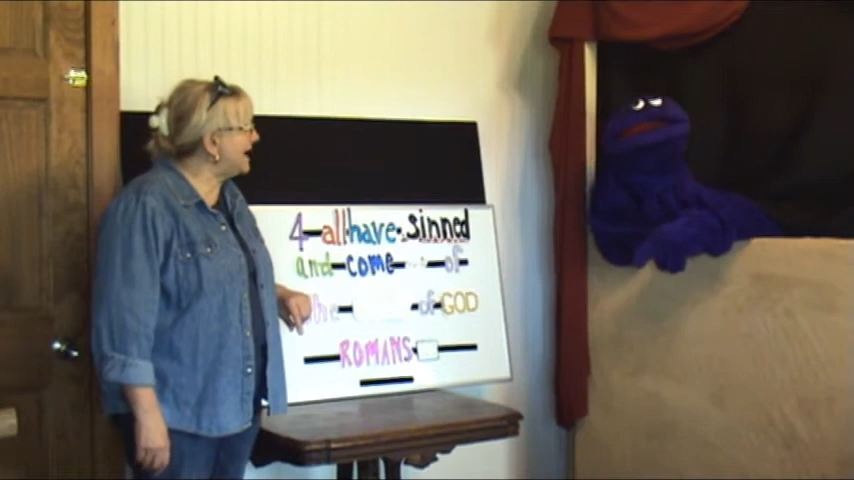 4 all have sinned
and come of
the of GOD
ROMANS